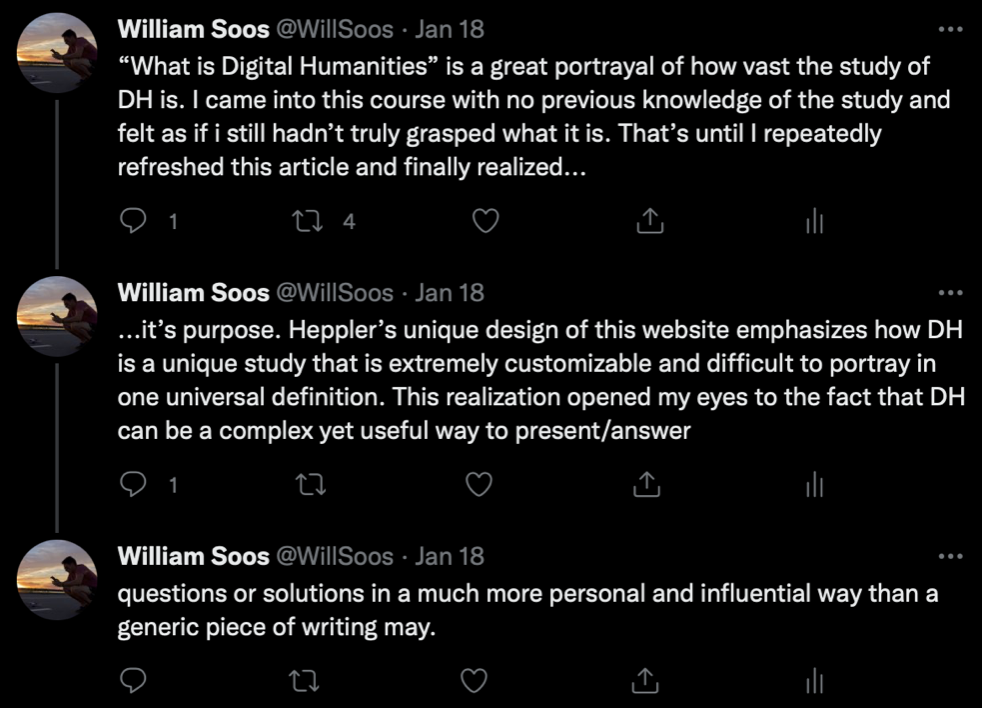 William Soos @WillSoos · Jan 18
“What is Digital Humanities” is a great portrayal of how vast the study of
DH is. I came into this course with no previous knowledge of the study and
felt as if i still hadn’t truly grasped what it is. That’s until I repeatedly
refreshed this article and finally realized...
1 4
William Soos @WillSoos · Jan 18
...it’s purpose. Heppler’s unique design of this website emphasizes how DH
is a unique study that is extremely customizable and difficult to portray in
one universal definition. This realization opened my eyes to the fact that DH
can be a complex yet useful way to present/answer
1
William Soos @WillSoos · Jan 18
questions or solutions in a much more personal and influential way than a
generic piece of writing may.